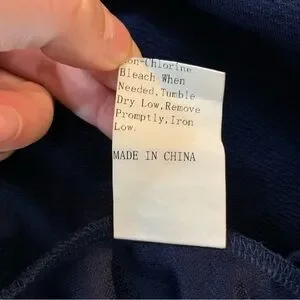 on-Chlorine
Bleach When
Needed,Tumble
Dry Low,Remove
Promptly,Iron
Low.
MADE IN CHINA